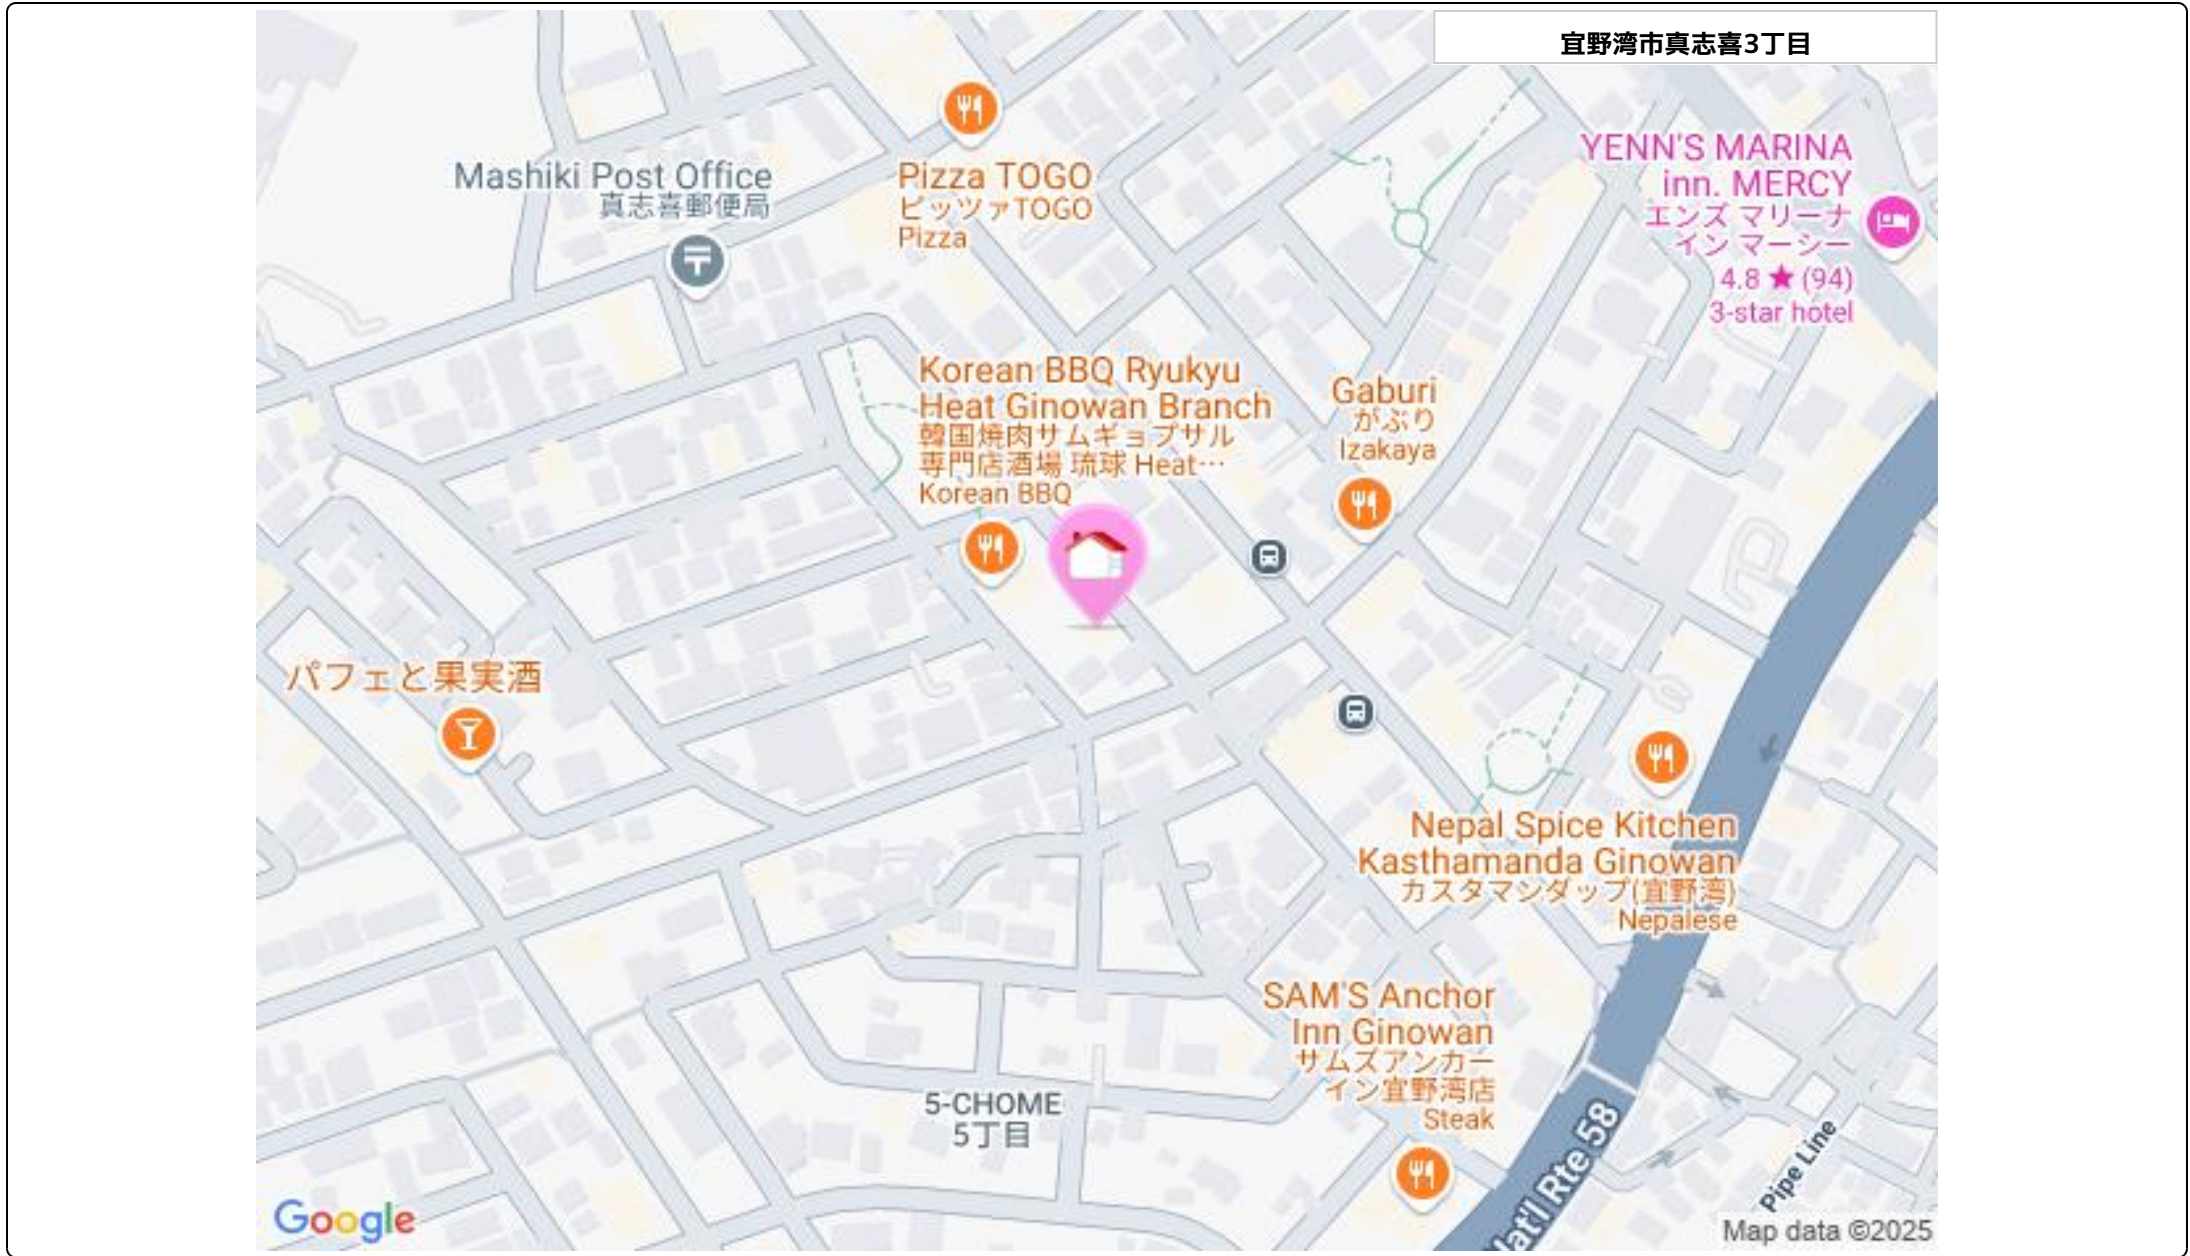 宜野湾市真志喜3丁目
YENN'S MARINA
inn. MERCY
エンズ マリーナ
イン マーシー
4.8 ★ (94)
3-star hotel
Mashiki Post Office
真志喜郵便局
Pizza TOGO
ピッツァTOGO
Pizza
Korean BBQ Ryukyu
Heat Ginowan Branch
韓国焼肉サムギョプサル
専門店酒場 琉球 Heat…
Korean BBQ
Gaburi
がぶり
Izakaya
パフェと果実酒
Nepal Spice Kitchen
Kasthamanda Ginowan
カスタマンダップ(宜野湾)
Nepalese
SAM'S Anchor
Inn Ginowan
サムズアンカー
イン宜野湾店
Steak
5-CHOME
5丁目
Nat'l Rte 58
Pipe Line
Google
Map data ©2025